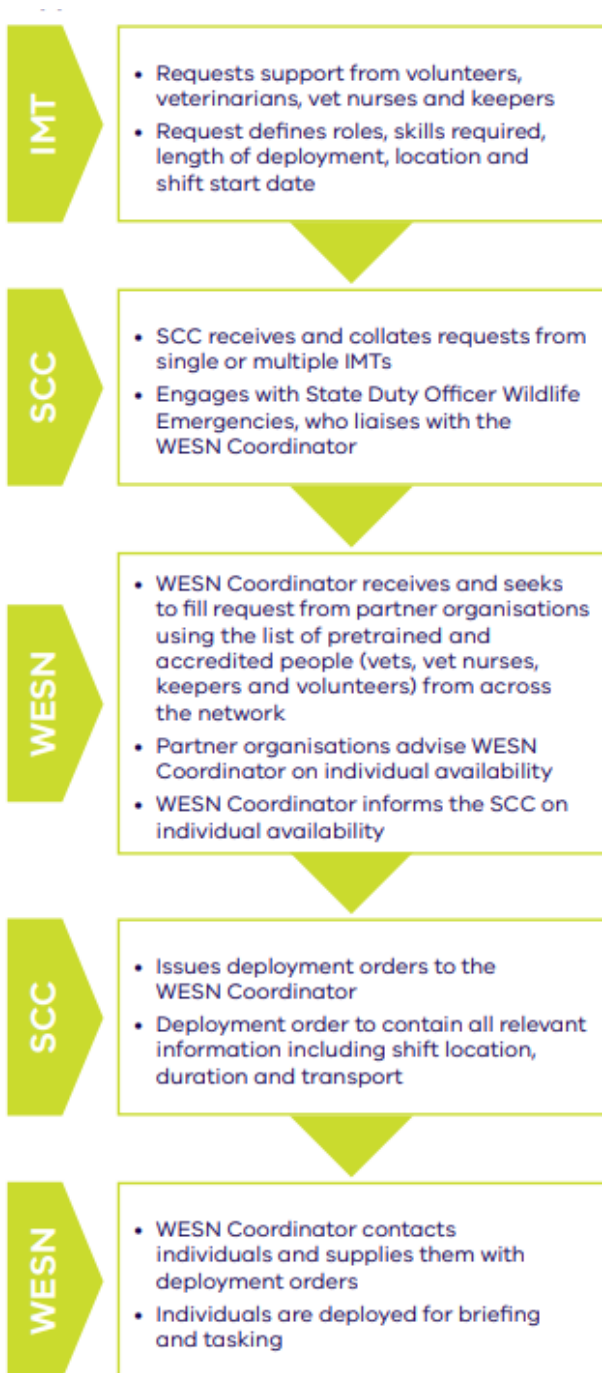 IMT
• Requests support from volunteers,
veterinarians, vet nurses and keepers
• Request defines roles, skills required,
length of deployment, location and
shift start date
SCC
• SCC receives and collates requests from
single or multiple IMTs
• Engages with State Duty Officer Wildlife
Emergencies, who liaises with the
WESN Coordinator
WESN
• WESN Coordinator receives and seeks
to fill request from partner organisations
using the list of pretrained and
accredited people (vets, vet nurses,
keepers and volunteers) from across
the network
• Partner organisations advise WESN
Coordinator on individual availability
• WESN Coordinator informs the SCC on
individual availability
SCC
• Issues deployment orders to the
WESN Coordinator
• Deployment order to contain all relevant
information including shift location,
duration and transport
WESN
• WESN Coordinator contacts
individuals and supplies them with
deployment orders
• Individuals are deployed for briefing
and tasking